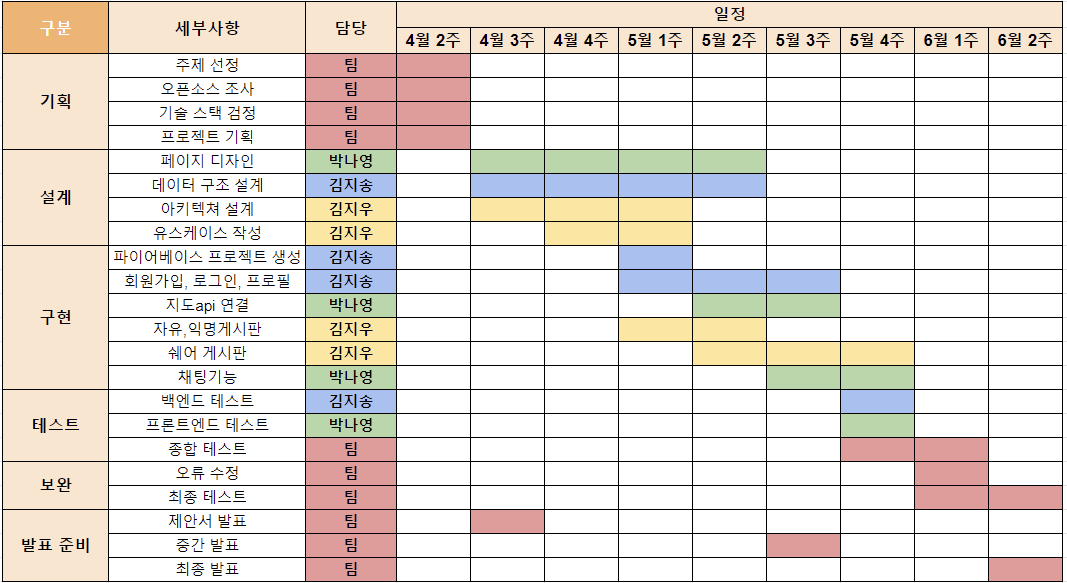 구분 세부사항 담당 일정
4월 2주 4월 3주 4월 4주 5월 1주 5월 2주 5월 3주 5월 4주 6월 1주 6월 2주
기획
주제 선정 팀
오픈소스 조사 팀
기술 스택 검정 팀
프로젝트 기획 팀
설계
페이지 디자인 박나영
데이터 구조 설계 김지송
아키텍쳐 설계 김지우
유스케이스 작성 김지우
구현
파이어베이스 프로젝트 생성 김지송
회원가입, 로그인, 프로필 김지송
지도api 연결 박나영
자유,익명게시판 김지우
쉐어 게시판 김지우
채팅기능 박나영
테스트
백엔드 테스트 김지송
프론트엔드 테스트 박나영
종합 테스트 팀
보완
오류 수정 팀
최종 테스트 팀
발표 준비
제안서 발표 팀
중간 발표 팀
최종 발표 팀